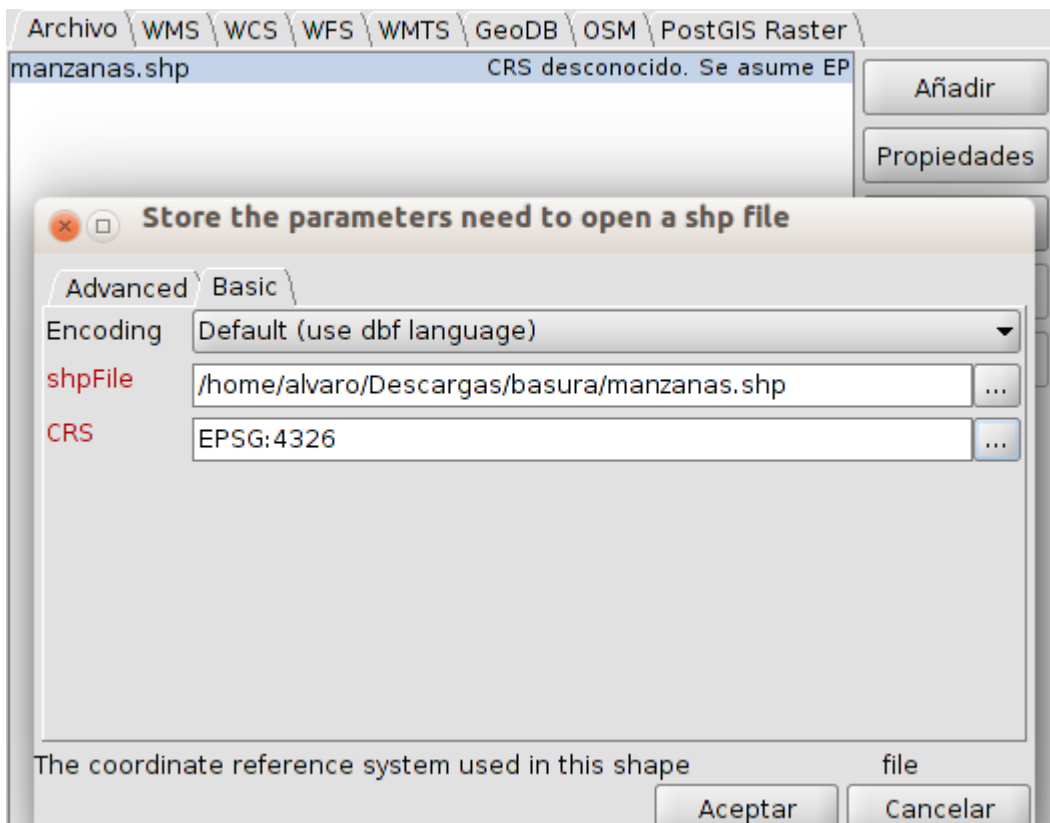 Archivo WMS WCS WFS WMTS GeoDB OSM PostGIS Raster
manzanas.shp CRS desconocido. Se asume EP
Añadir
Propiedades
Store the parameters need to open a shp file
Advanced Basic
Encoding Default (use dbf language)
shpFile /home/alvaro/Descargas/basura/manzanas.shp ...
CRS EPSG:4326 ...
The coordinate reference system used in this shape file
Aceptar Cancelar